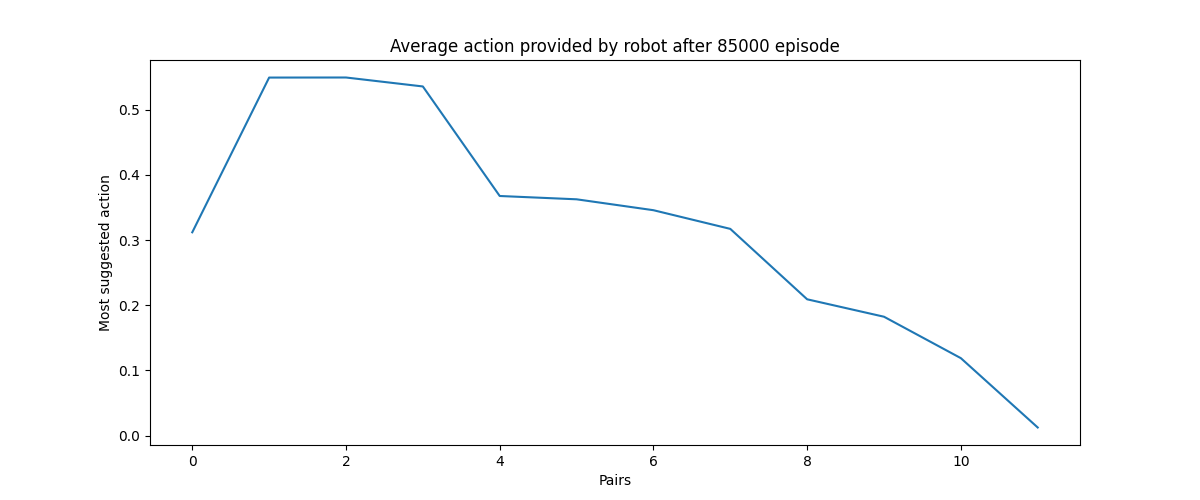 Average action provided by robot after 85000 episode
Most suggested action
0.5
0.4
0.3
0.2
0.1
0.0
0 2 4 6 8 10
Pairs